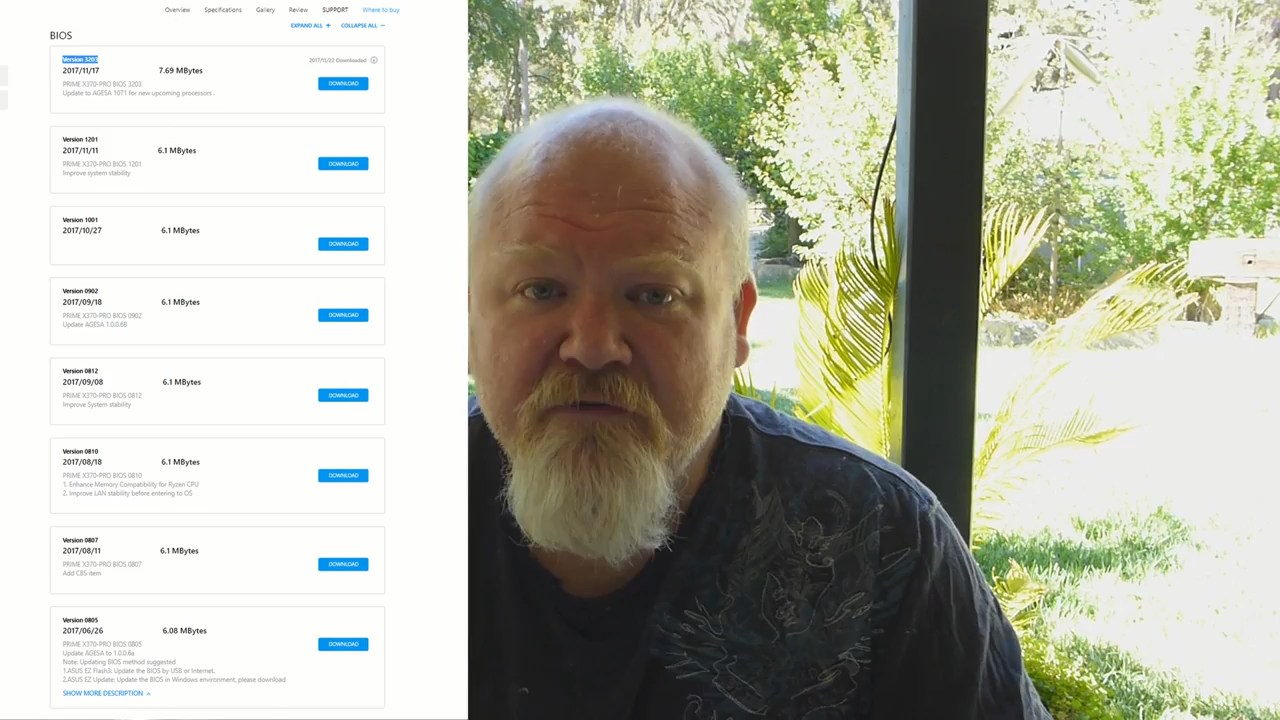 Overview Specifications Gallery Review SUPPORT Where to buy
EXPAND ALL + COLLAPSE ALL −
BIOS
Version 3203
2017/11/22 Downloaded
2017/11/17 7.69 MBytes
DOWNLOAD
PRIME X370-PRO BIOS 3203
Update to AGESA 1071 for new upcoming processors.
Version 1201
2017/11/11 6.1 MBytes
DOWNLOAD
PRIME X370-PRO BIOS 1201
Improve system stability
Version 1001
2017/10/27 6.1 MBytes
DOWNLOAD
Version 0902
2017/09/18 6.1 MBytes
DOWNLOAD
PRIME X370-PRO BIOS 0902
Update AGESA 1.0.0.6B
Version 0812
2017/09/08 6.1 MBytes
DOWNLOAD
PRIME X370-PRO BIOS 0812
Improve System stability
Version 0810
2017/08/18 6.1 MBytes
DOWNLOAD
PRIME X370-PRO BIOS 0810
1. Enhance Memory Compatibility for Ryzen CPU
2. Improve LAN stability before entering to OS
Version 0807
2017/08/11 6.1 MBytes
DOWNLOAD
PRIME X370-PRO BIOS 0807
Add CBS item
Version 0805
2017/06/26 6.08 MBytes
DOWNLOAD
PRIME X370-PRO BIOS 0805
Update AGESA to 1.0.0.6a
Note: Updating BIOS method suggested
1.ASUS EZ Flash3: Update the BIOS by USB or Internet.
2.ASUS EZ Update: Update the BIOS in Windows environment, please download
SHOW MORE DESCRIPTION